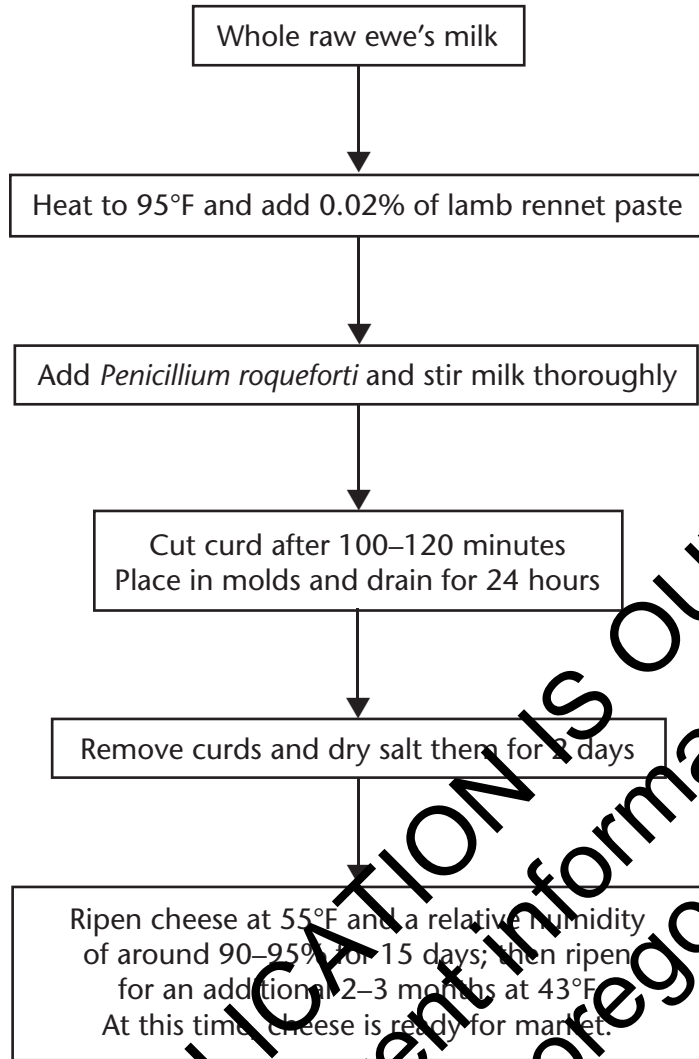 Whole raw ewe’s milk
Heat to 95°F and add 0.02% of lamb rennet paste
Add Penicillium roqueforti and stir milk thoroughly
Cut curd after 100–120 minutes
Place in molds and drain for 24 hours
Remove curds and dry salt them for 2 days
Ripen cheese at 55°F and a relative humidity
of around 90–95% for 15 days; then ripen
for an additional 2–3 months at 43°F.
At this time, cheese is ready for market.
IS